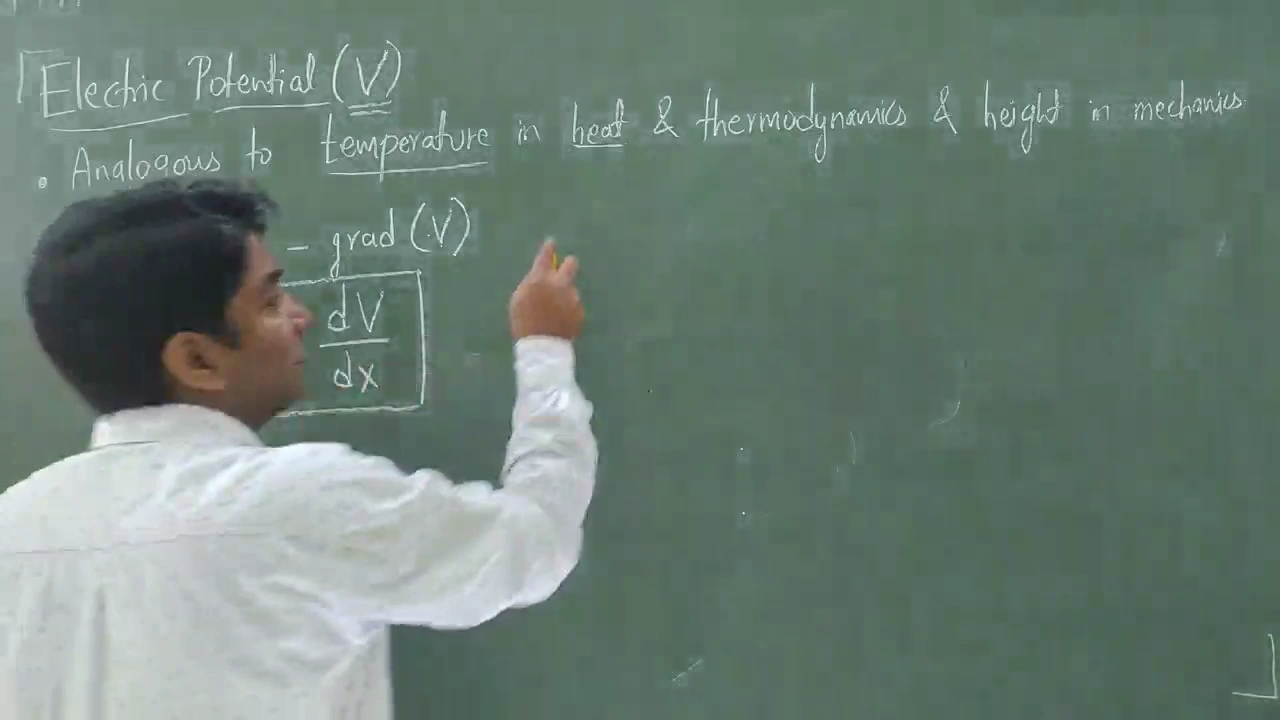 Electric Potential (V)
• Analogous to temperature in heat & thermodynamics & height in mechanics
- grad (V)
dV
dx